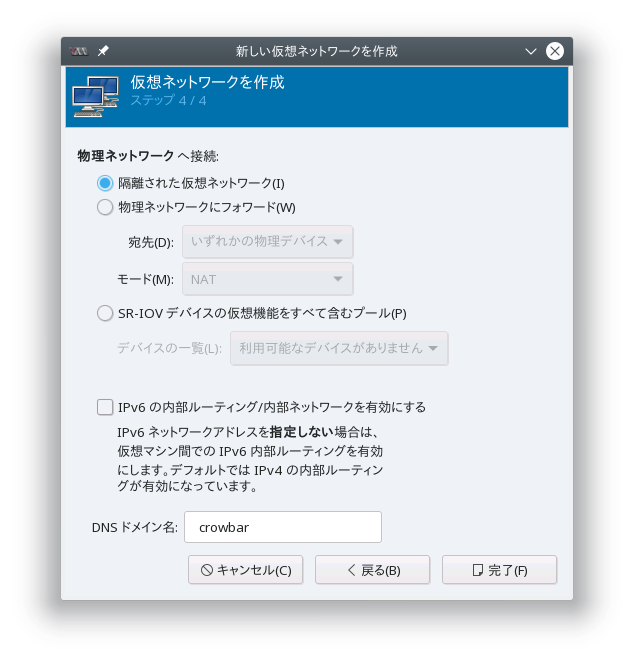 新しい仮想ネットワークを作成
仮想ネットワークを作成
ステップ 4 / 4
物理ネットワーク へ接続:
隔離された仮想ネットワーク(I)
物理ネットワークにフォワード(W)
宛先(D): いずれかの物理デバイス
モード(M): NAT
SR-IOV デバイスの仮想機能をすべて含むプール(P)
デバイスの一覧(L): 利用可能なデバイスがありません
IPv6 の内部ルーティング/内部ネットワークを有効にする
IPv6 ネットワークアドレスを指定しない場合は、
仮想マシン間での IPv6 内部ルーティングを有効
にします。デフォルトでは IPv4 の内部ルーティン
グが有効になっています。
DNS ドメイン名: crowbar
キャンセル(C) 戻る(B) 完了(F)